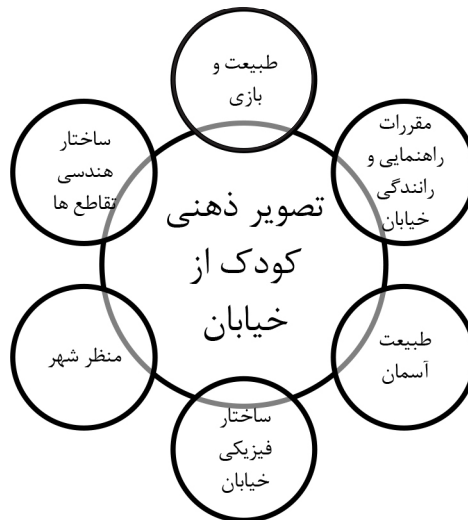 طبیعت و
بازی
مقررات
راهنمایی و
رانندگی
خیابان
ساختار
هندسی
تقاطع ها
تصویر ذهنی
کودک از
خیابان
طبیعت
آسمان
منظر شهر
ساختار
فیزیکی
خیابان